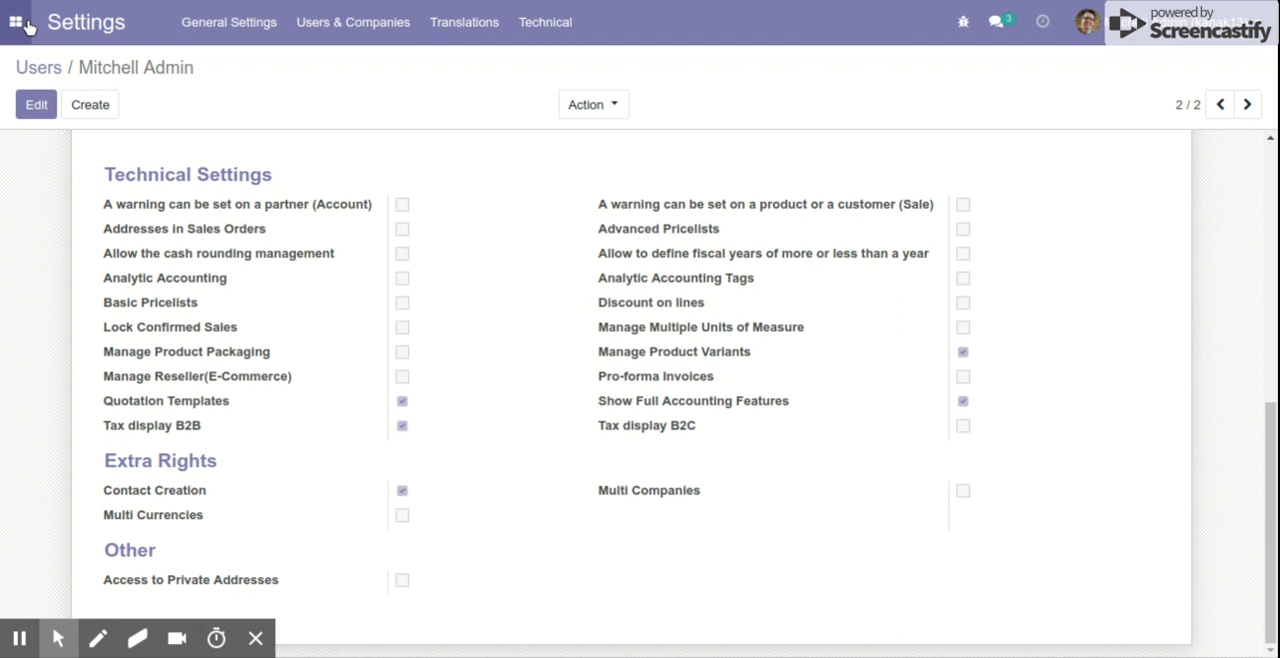 Settings General Settings Users & Companies Translations Technical 3 powered by
Screencastify
Users / Mitchell Admin
Edit Create Action 2 / 2
Technical Settings
A warning can be set on a partner (Account) A warning can be set on a product or a customer (Sale)
Addresses in Sales Orders Advanced Pricelists
Allow the cash rounding management Allow to define fiscal years of more or less than a year
Analytic Accounting Analytic Accounting Tags
Basic Pricelists Discount on lines
Lock Confirmed Sales Manage Multiple Units of Measure
Manage Product Packaging Manage Product Variants
Manage Reseller(E-Commerce) Pro-forma Invoices
Quotation Templates Show Full Accounting Features
Tax display B2B Tax display B2C
Extra Rights
Contact Creation Multi Companies
Multi Currencies
Other
Access to Private Addresses